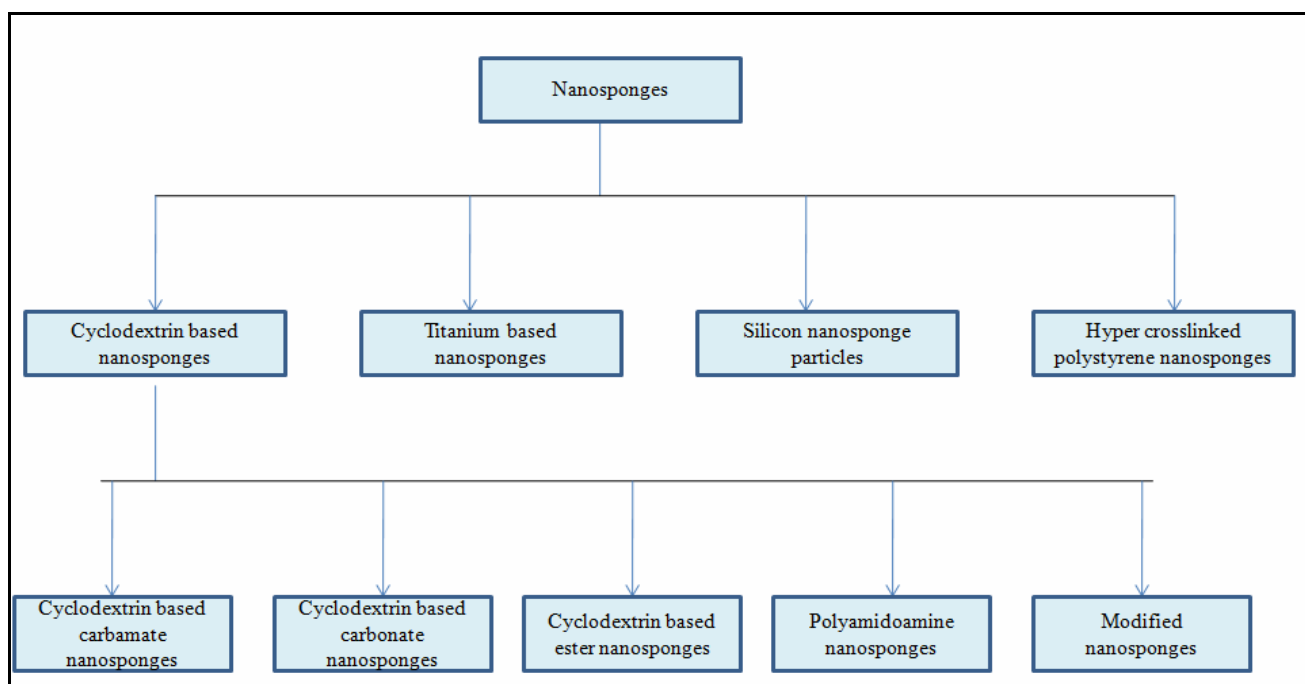 Nanosponges
Cyclodextrin based
nanosponges
Titanium based
nanosponges
Silicon nanosponge
particles
Hyper crosslinked
polystyrene nanosponges
Cyclodextrin based
carbamate
nanosponges
Cyclodextrin based
carbonate
nanosponges
Cyclodextrin based
ester nanosponges
Polyamidoamine
nanosponges
Modified
nanosponges